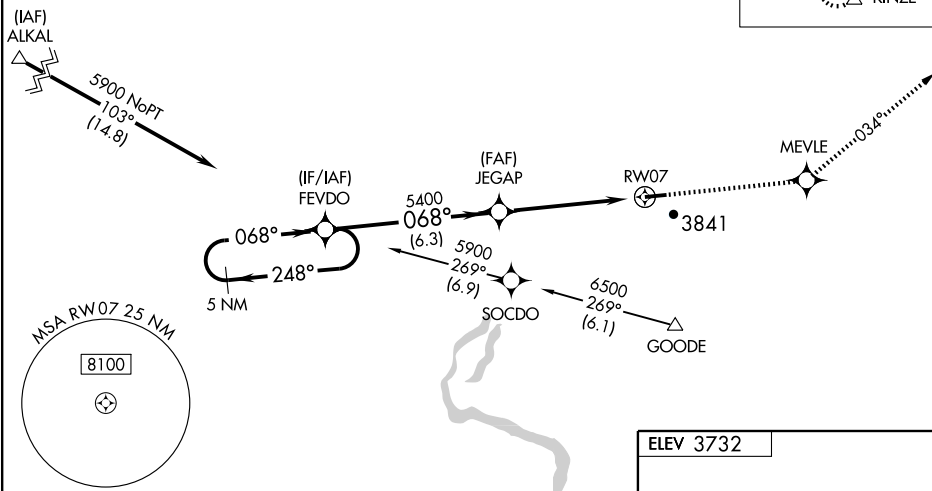 RINZE
(IAF)
ALKAL
5900 NoPT
103°
(14.8)
034°
MEVLE
(FAF)
JEGAP
RW07
(IF/IAF)
FEVDO
5400
068°
(6.3)
3841
068°
248°
5 NM
5900
269°
(6.9)
SOCDO
6500
269°
(6.1)
GOODE
MSA RW07 25 NM
8100
ELEV 3732